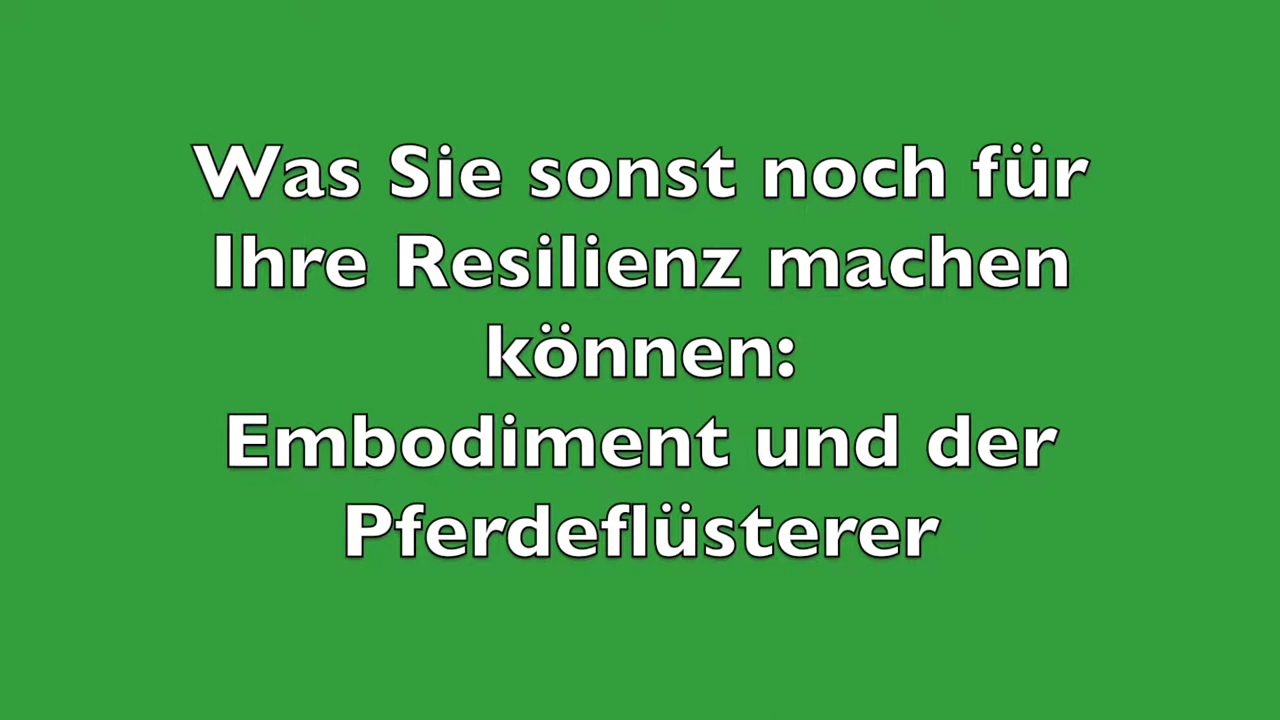 Was Sie sonst noch für
Ihre Resilienz machen
können:
Embodiment und der
Pferdeflüsterer